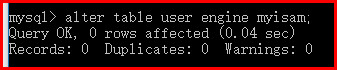 mysql> alter table user engine myisam;
Query OK, 0 rows affected (0.04 sec)
Records: 0  Duplicates: 0  Warnings: 0